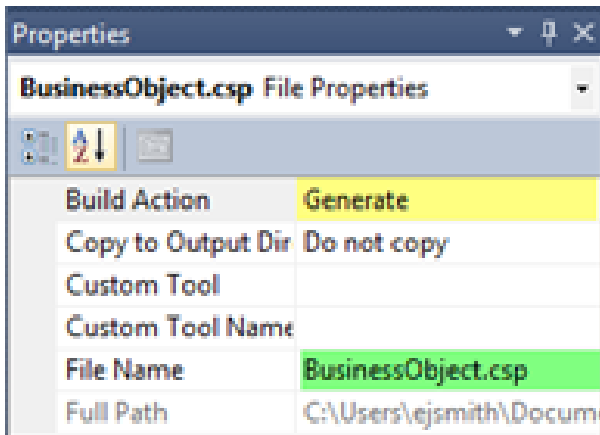 Properties
BusinessObject.csp File Properties
Build Action Generate
Copy to Output Dir Do not copy
Custom Tool
Custom Tool Name
File Name BusinessObject.csp
Full Path C:\Users\ejsmith\Docum